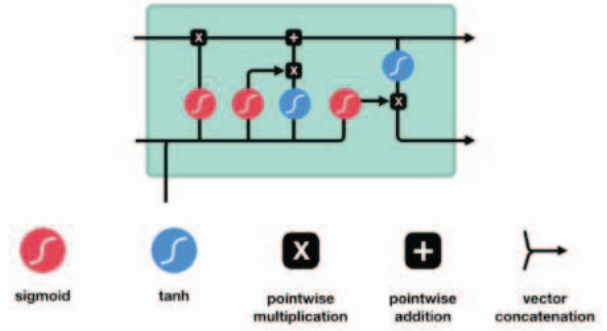 X
+
X
X
X
+
sigmoid
tanh
pointwise
multiplication
pointwise
addition
vector
concatenation